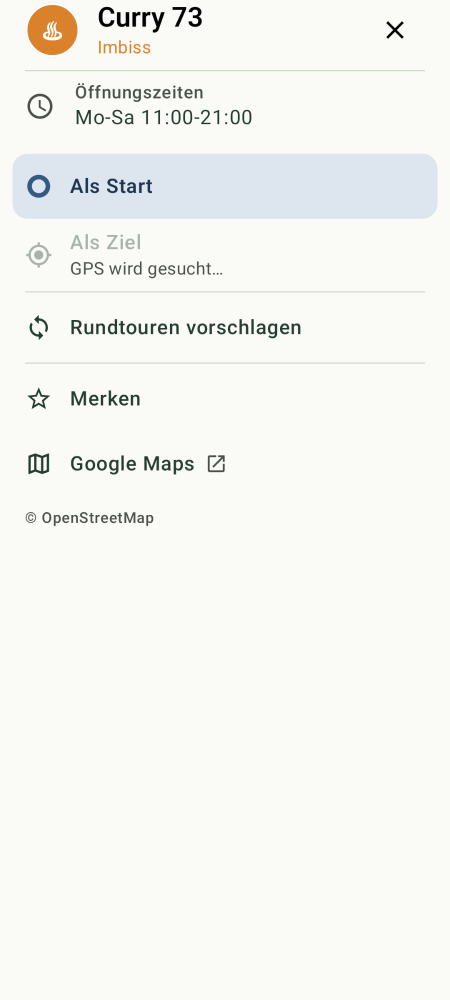 Curry 73
Imbiss
Öffnungszeiten
Mo-Sa 11:00-21:00
Als Start
Als Ziel
GPS wird gesucht…
Rundtouren vorschlagen
Merken
Google Maps
© OpenStreetMap